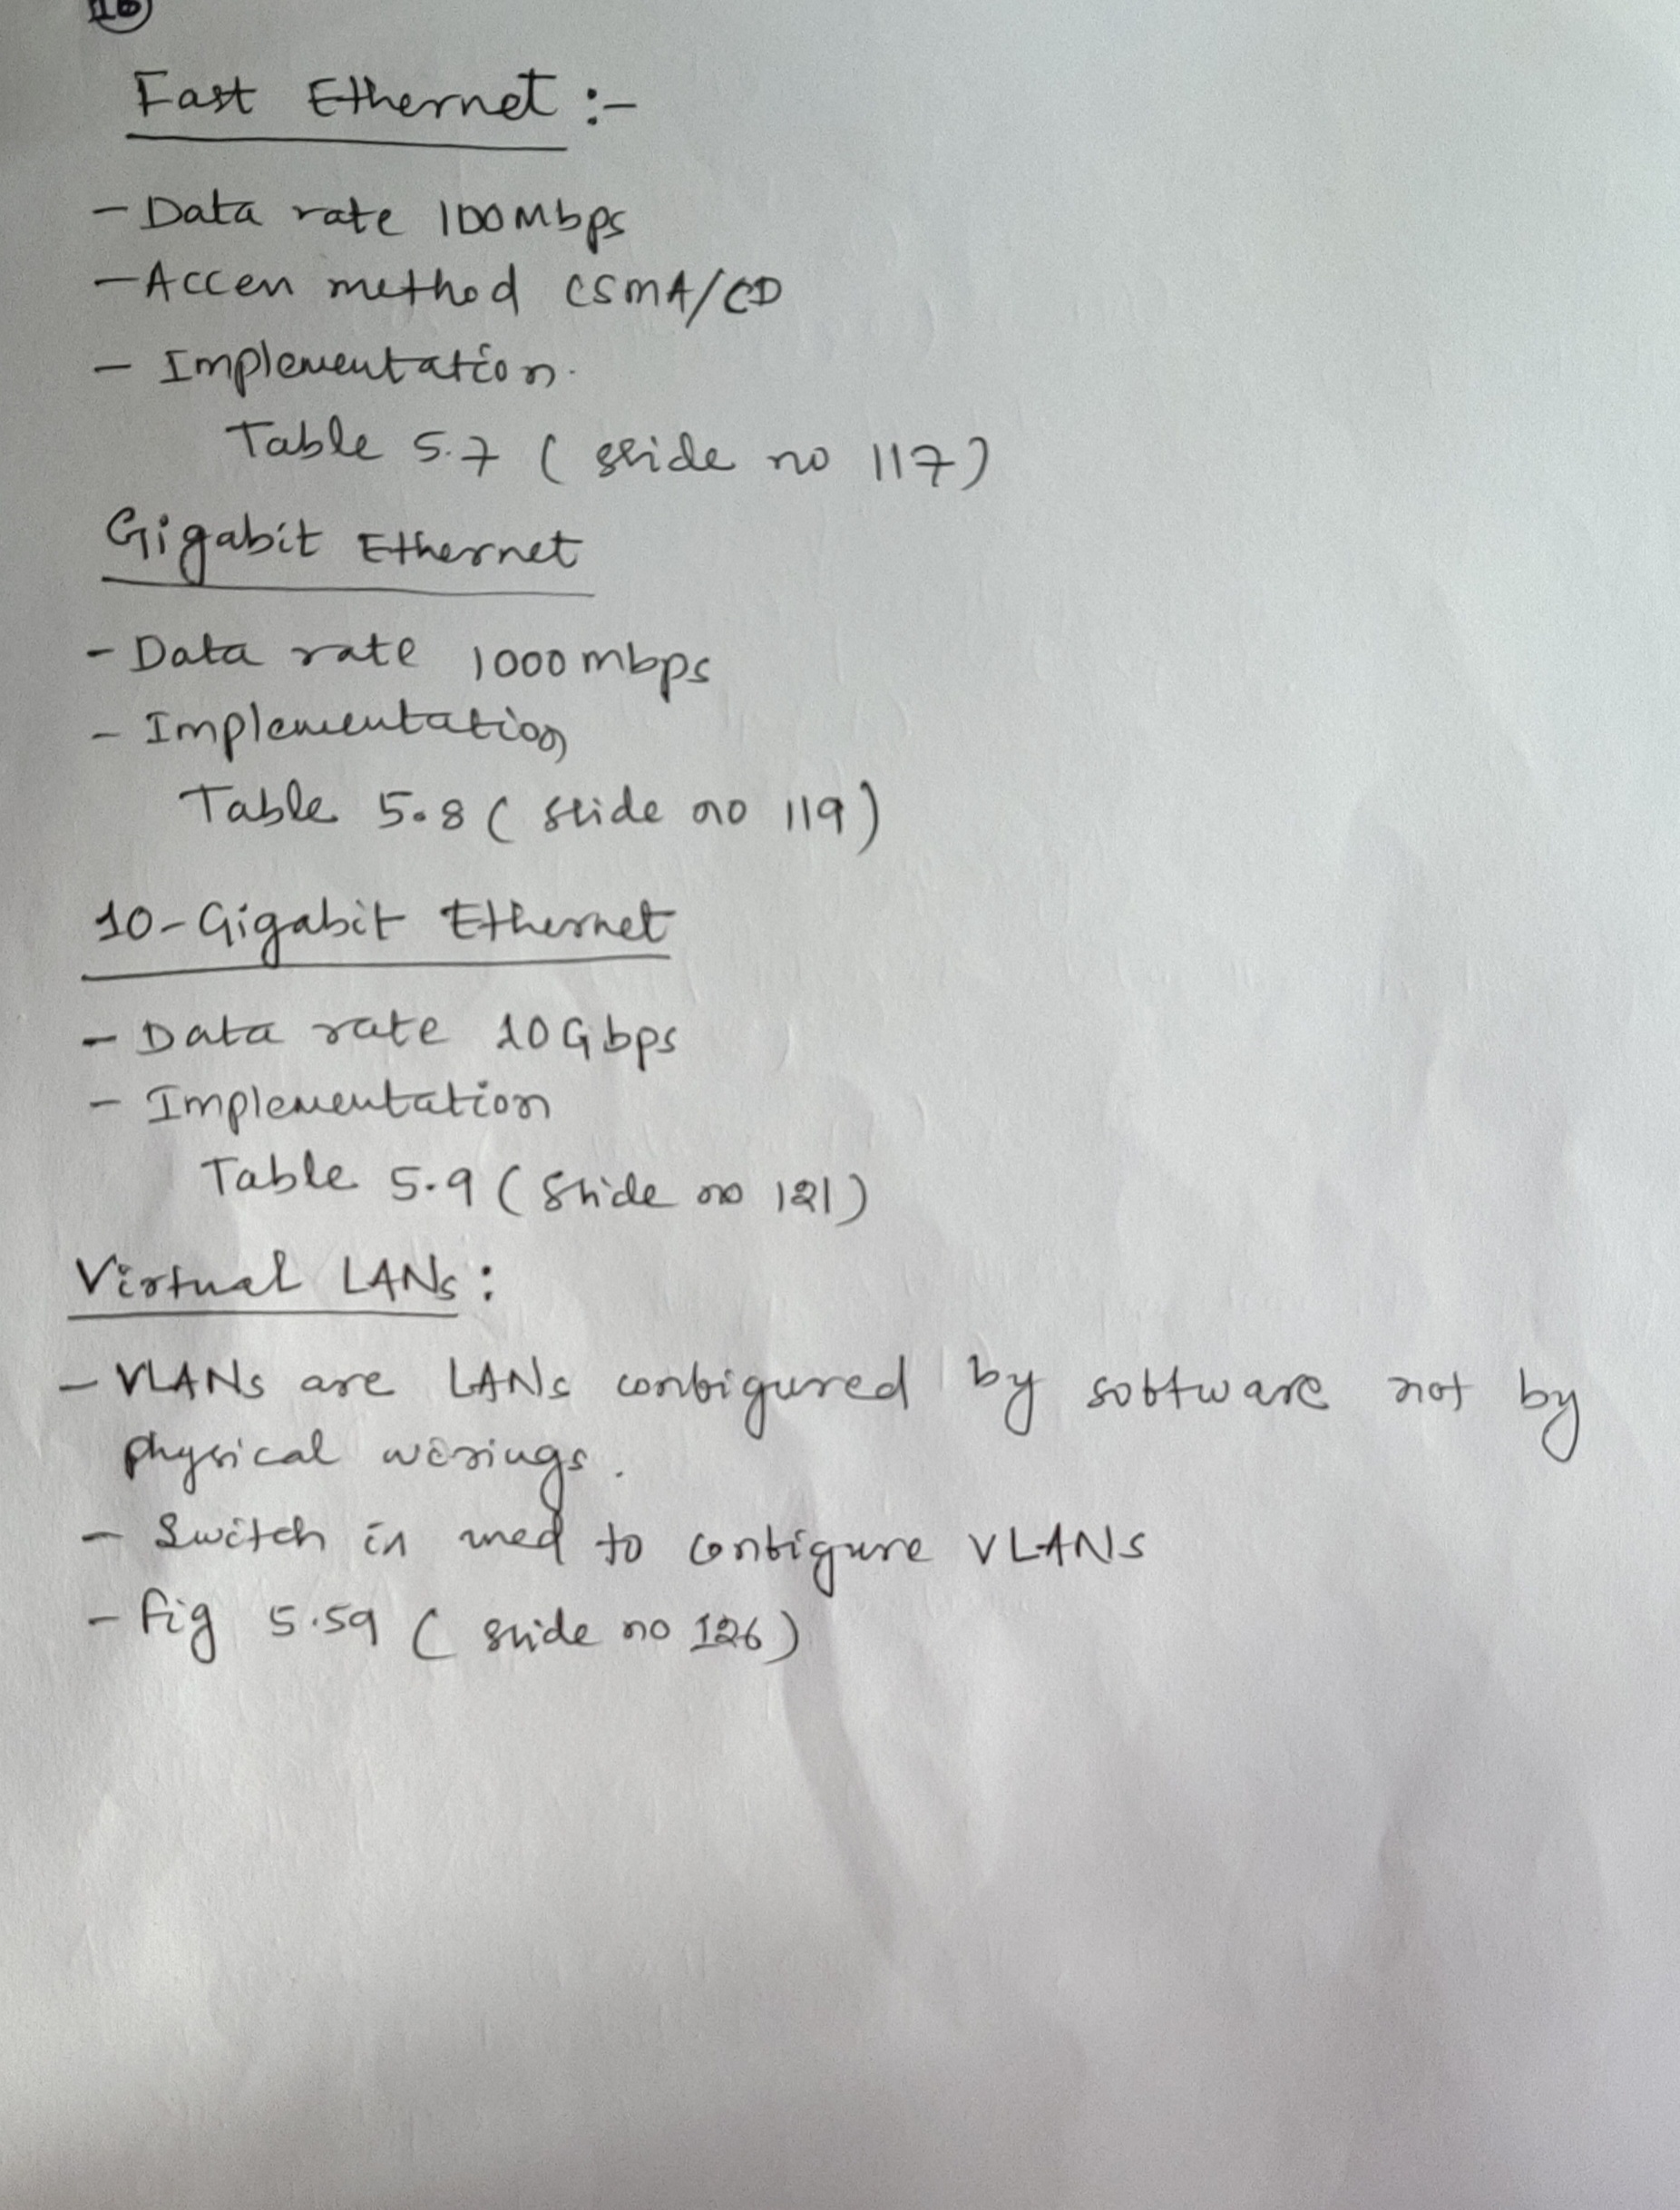 Fast Ethernet :-
- Data rate 100Mbps
- Access method CSMA/CD
- Implementation.
Table 5.7 ( slide no 117)
Gigabit Ethernet
- Data rate 1000 mbps
- Implementation
Table 5.8 ( slide no 119)
10-Gigabit Ethernet
- Data rate 10Gbps
- Implementation
Table 5.9 ( slide no 121)
Virtual LANs :
- VLANs are LANs configured by software not by
physical wirings.
- Switch is used to configure VLANs
- Fig 5.59 ( slide no 126)